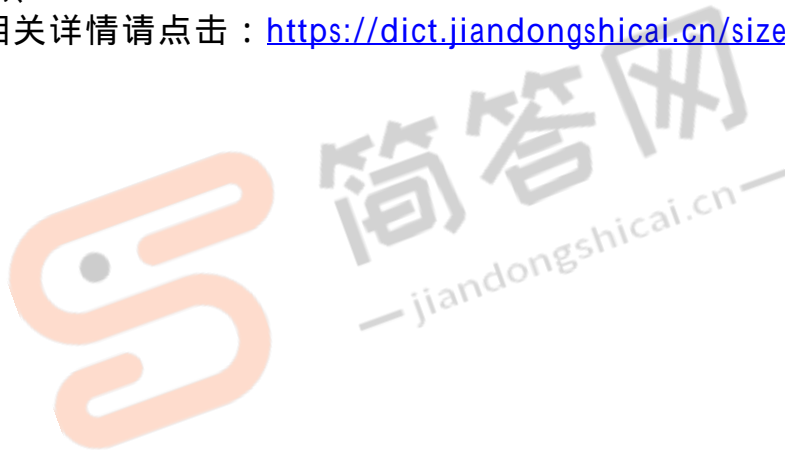 相关详情请点击：https://dict.jiandongshicai.cn/size
简答网
jiandongshicai.cn